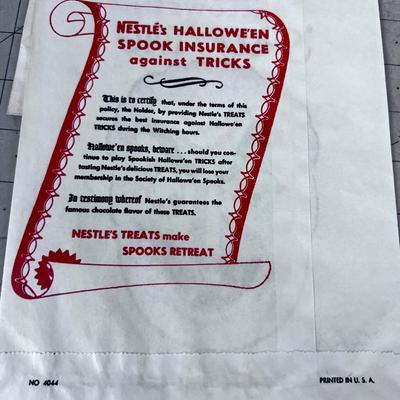 NESTLÉ's HALLOWE'EN
SPOOK INSURANCE
against TRICKS
This is to certify that, under the terms of this
policy, the Holder, by providing Nestle's TREATS
secures the best insurance against Hallowe'en
TRICKS during the Witching hours.
Hallowe'en spooks, beware ... should you con-
tinue to play Spookish Hallowe'en TRICKS after
tasting Nestle's delicious TREATS, you will lose your
membership in the Society of Hallowe'en Spooks.
In testimony whereof Nestle's guarantees the
famous chocolate flavor of these TREATS.
NESTLE'S TREATS make
SPOOKS RETREAT
NO 4044
PRINTED IN U. S. A.